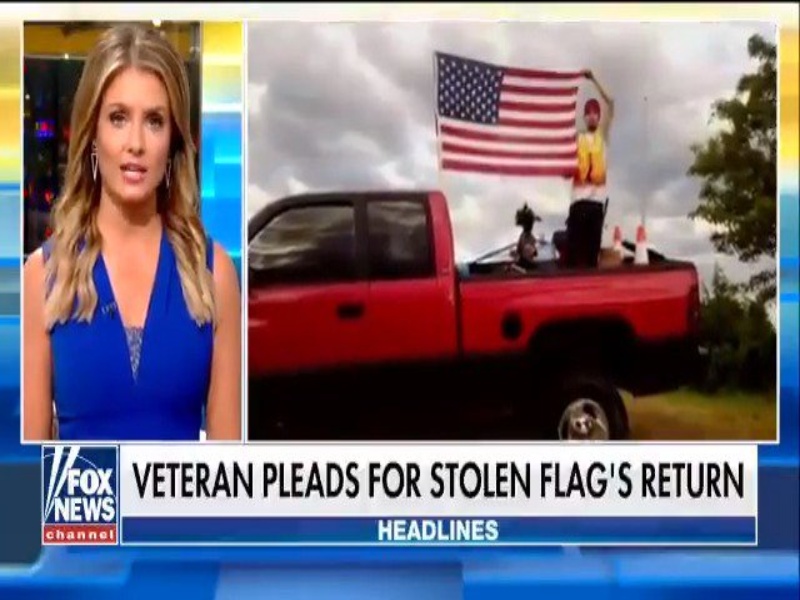 FOX
NEWS
channel
VETERAN PLEADS FOR STOLEN FLAG'S RETURN
HEADLINES